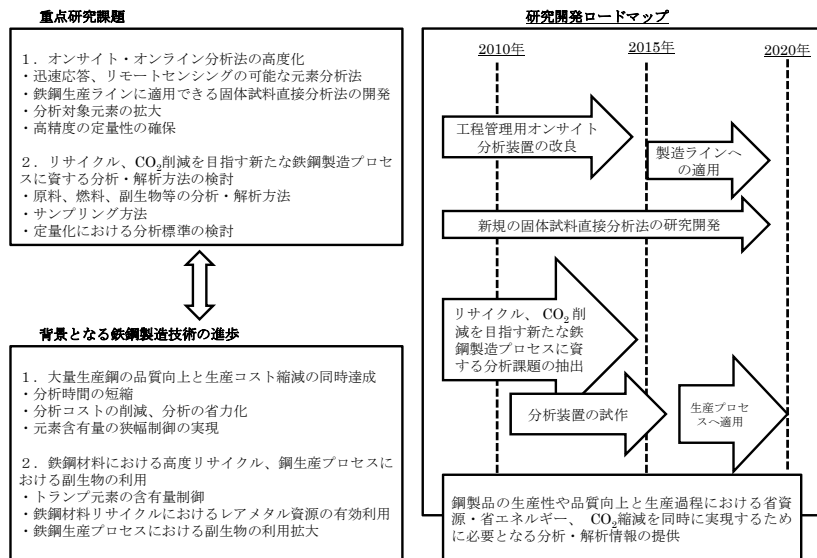 重点研究課題
１．オンサイト・オンライン分析法の高度化
・迅速応答、リモートセンシングの可能な元素分析法
・鉄鋼生産ラインに適用できる固体試料直接分析法の開発
・分析対象元素の拡大
・高精度の定量性の確保
２．リサイクル、CO₂削減を目指す新たな鉄鋼製造プロセ
スに資する分析・解析方法の検討
・原料、燃料、副生物等の分析・解析方法
・サンプリング方法
・定量化における分析標準の検討
背景となる鉄鋼製造技術の進歩
１．大量生産鋼の品質向上と生産コスト縮減の同時達成
・分析時間の短縮
・分析コストの削減、分析の省力化
・元素含有量の狭幅制御の実現
２．鉄鋼材料における高度リサイクル、鋼生産プロセスに
おける副生物の利用
・トランプ元素の含有量制御
・鉄鋼材料リサイクルにおけるレアメタル資源の有効利用
・鉄鋼生産プロセスにおける副生物の利用拡大
研究開発ロードマップ
2010年
2015年
2020年
工程管理用オンサイト
分析装置の改良
製造ラインへ
の適用
新規の固体試料直接分析法の研究開発
リサイクル、CO₂削
減を目指す新たな鉄
鋼製造プロセスに資
する分析課題の抽出
分析装置の試作
生産プロセ
スへ適用
鋼製品の生産性や品質向上と生産過程における省資
源・省エネルギー、CO₂縮減を同時に実現するため
に必要となる分析・解析情報の提供